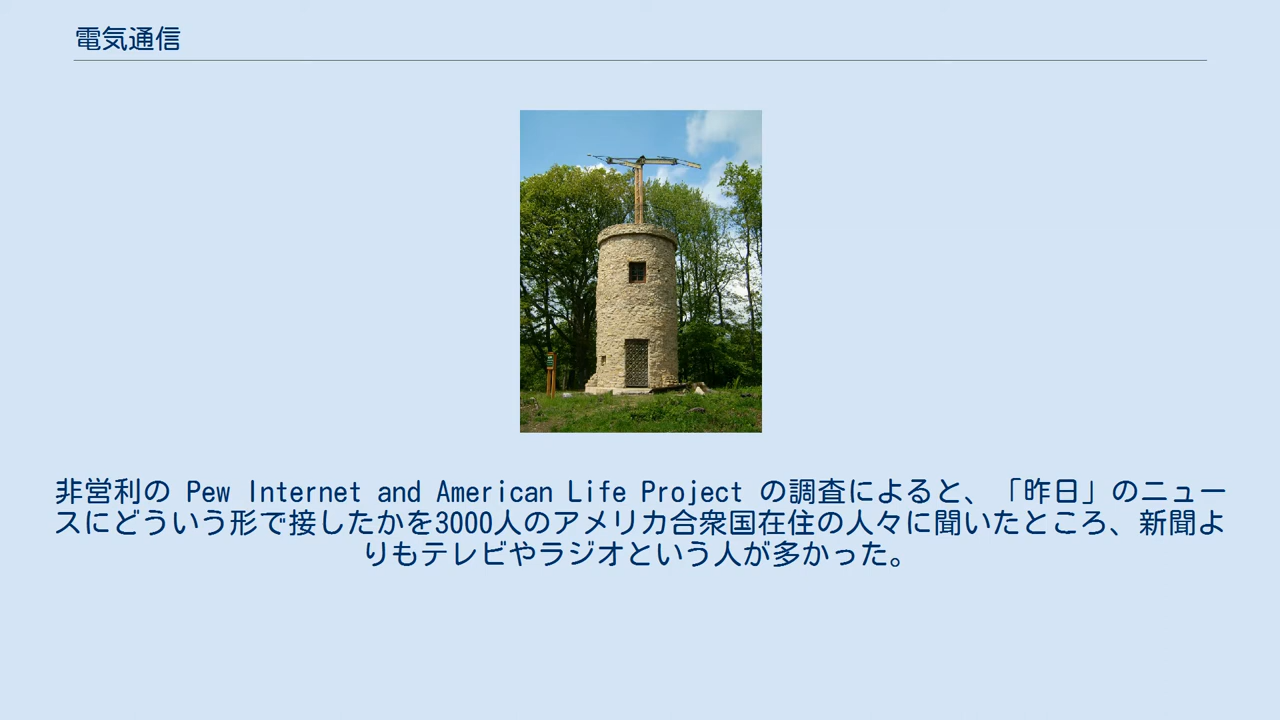 電気通信
非営利の Pew Internet and American Life Project の調査によると、「昨日」のニュー
スにどういう形で接したかを3000人のアメリカ合衆国在住の人々に聞いたところ、新聞よ
りもテレビやラジオという人が多かった。